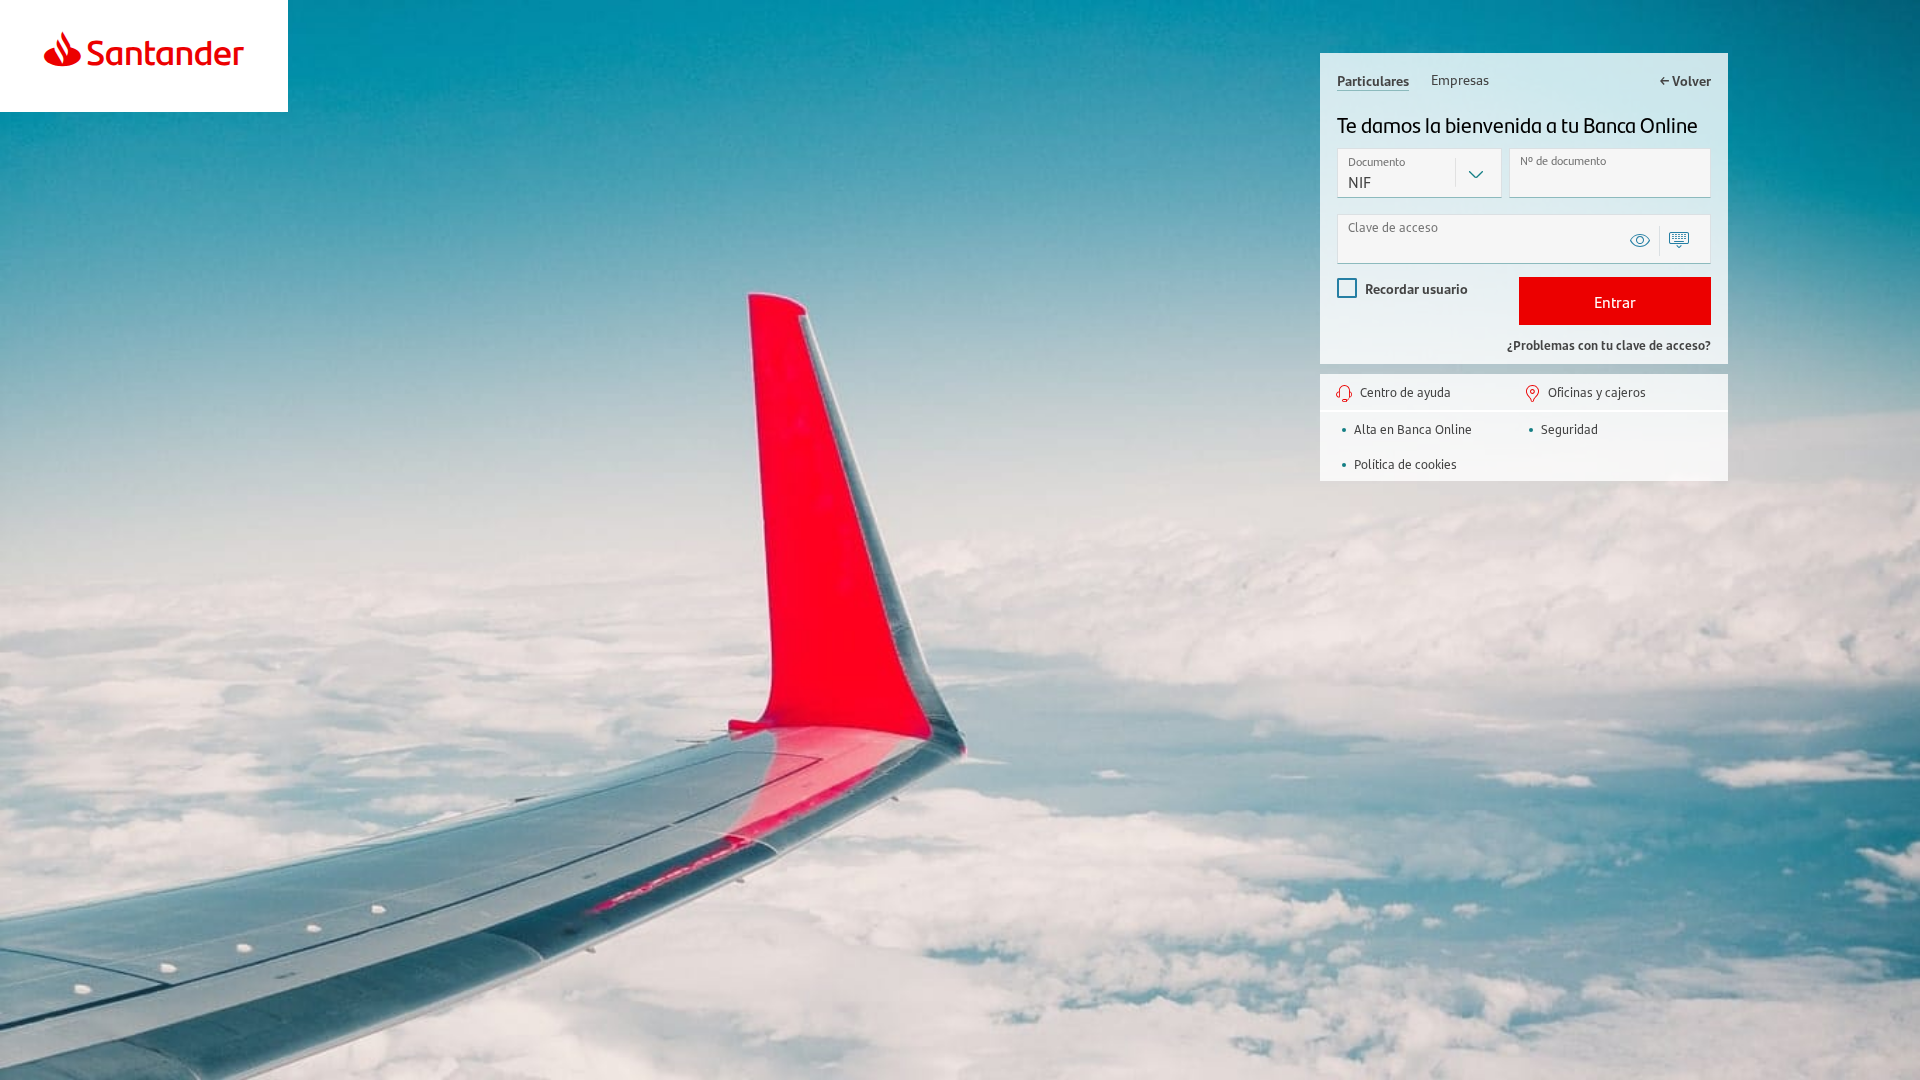 Santander
Particulares Empresas Volver
Te damos la bienvenida a tu Banca Online
Documento
NIF
Nº de documento
Clave de acceso
Recordar usuario
Entrar
¿Problemas con tu clave de acceso?
Centro de ayuda Oficinas y cajeros
Alta en Banca Online Seguridad
Política de cookies